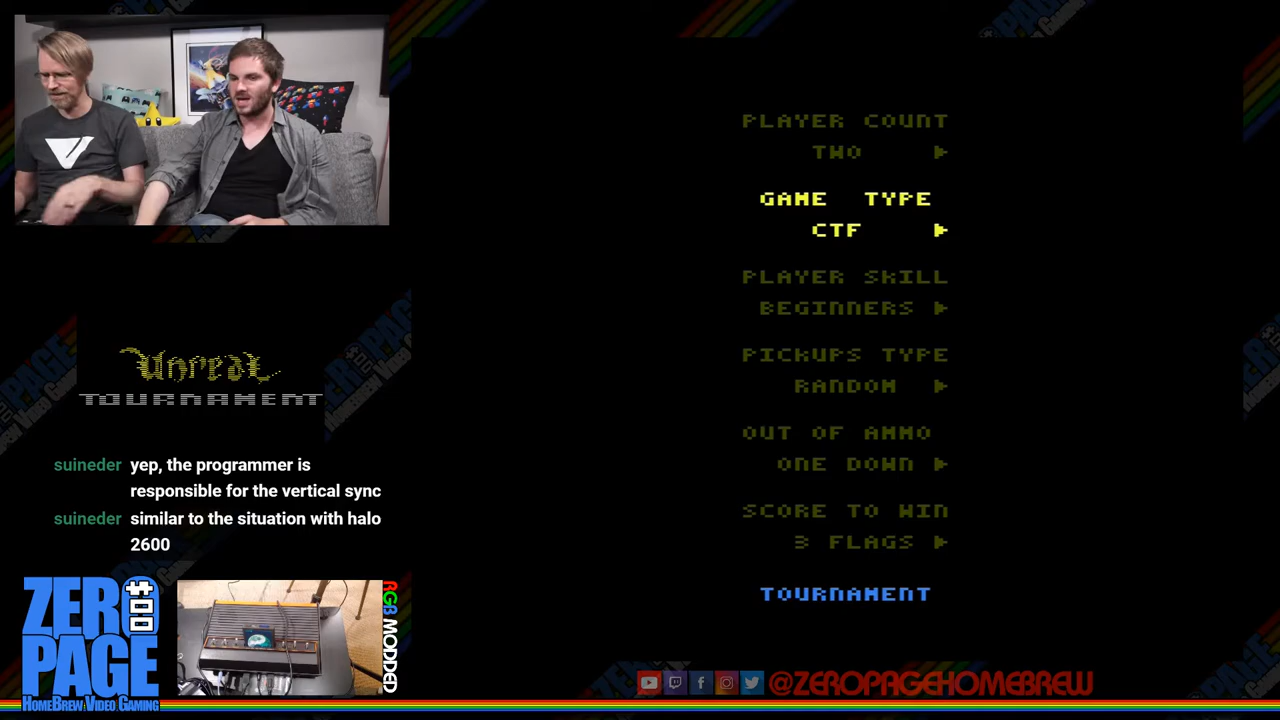 PLAYER COUNT
TWO
GAME TYPE
CTF
PLAYER SKILL
BEGINNERS
PICKUPS TYPE
RANDOM
OUT OF AMMO
ONE DOWN
SCORE TO WIN
3 FLAGS
TOURNAMENT
Unreal
TOURNAMENT
suineder yep, the programmer is
responsible for the vertical sync
suineder similar to the situation with halo
2600
ZERO
PAGE
$00
HOMEBREW VIDEO GAMING
RGB MODDED
@ZEROPAGEHOMEBREW